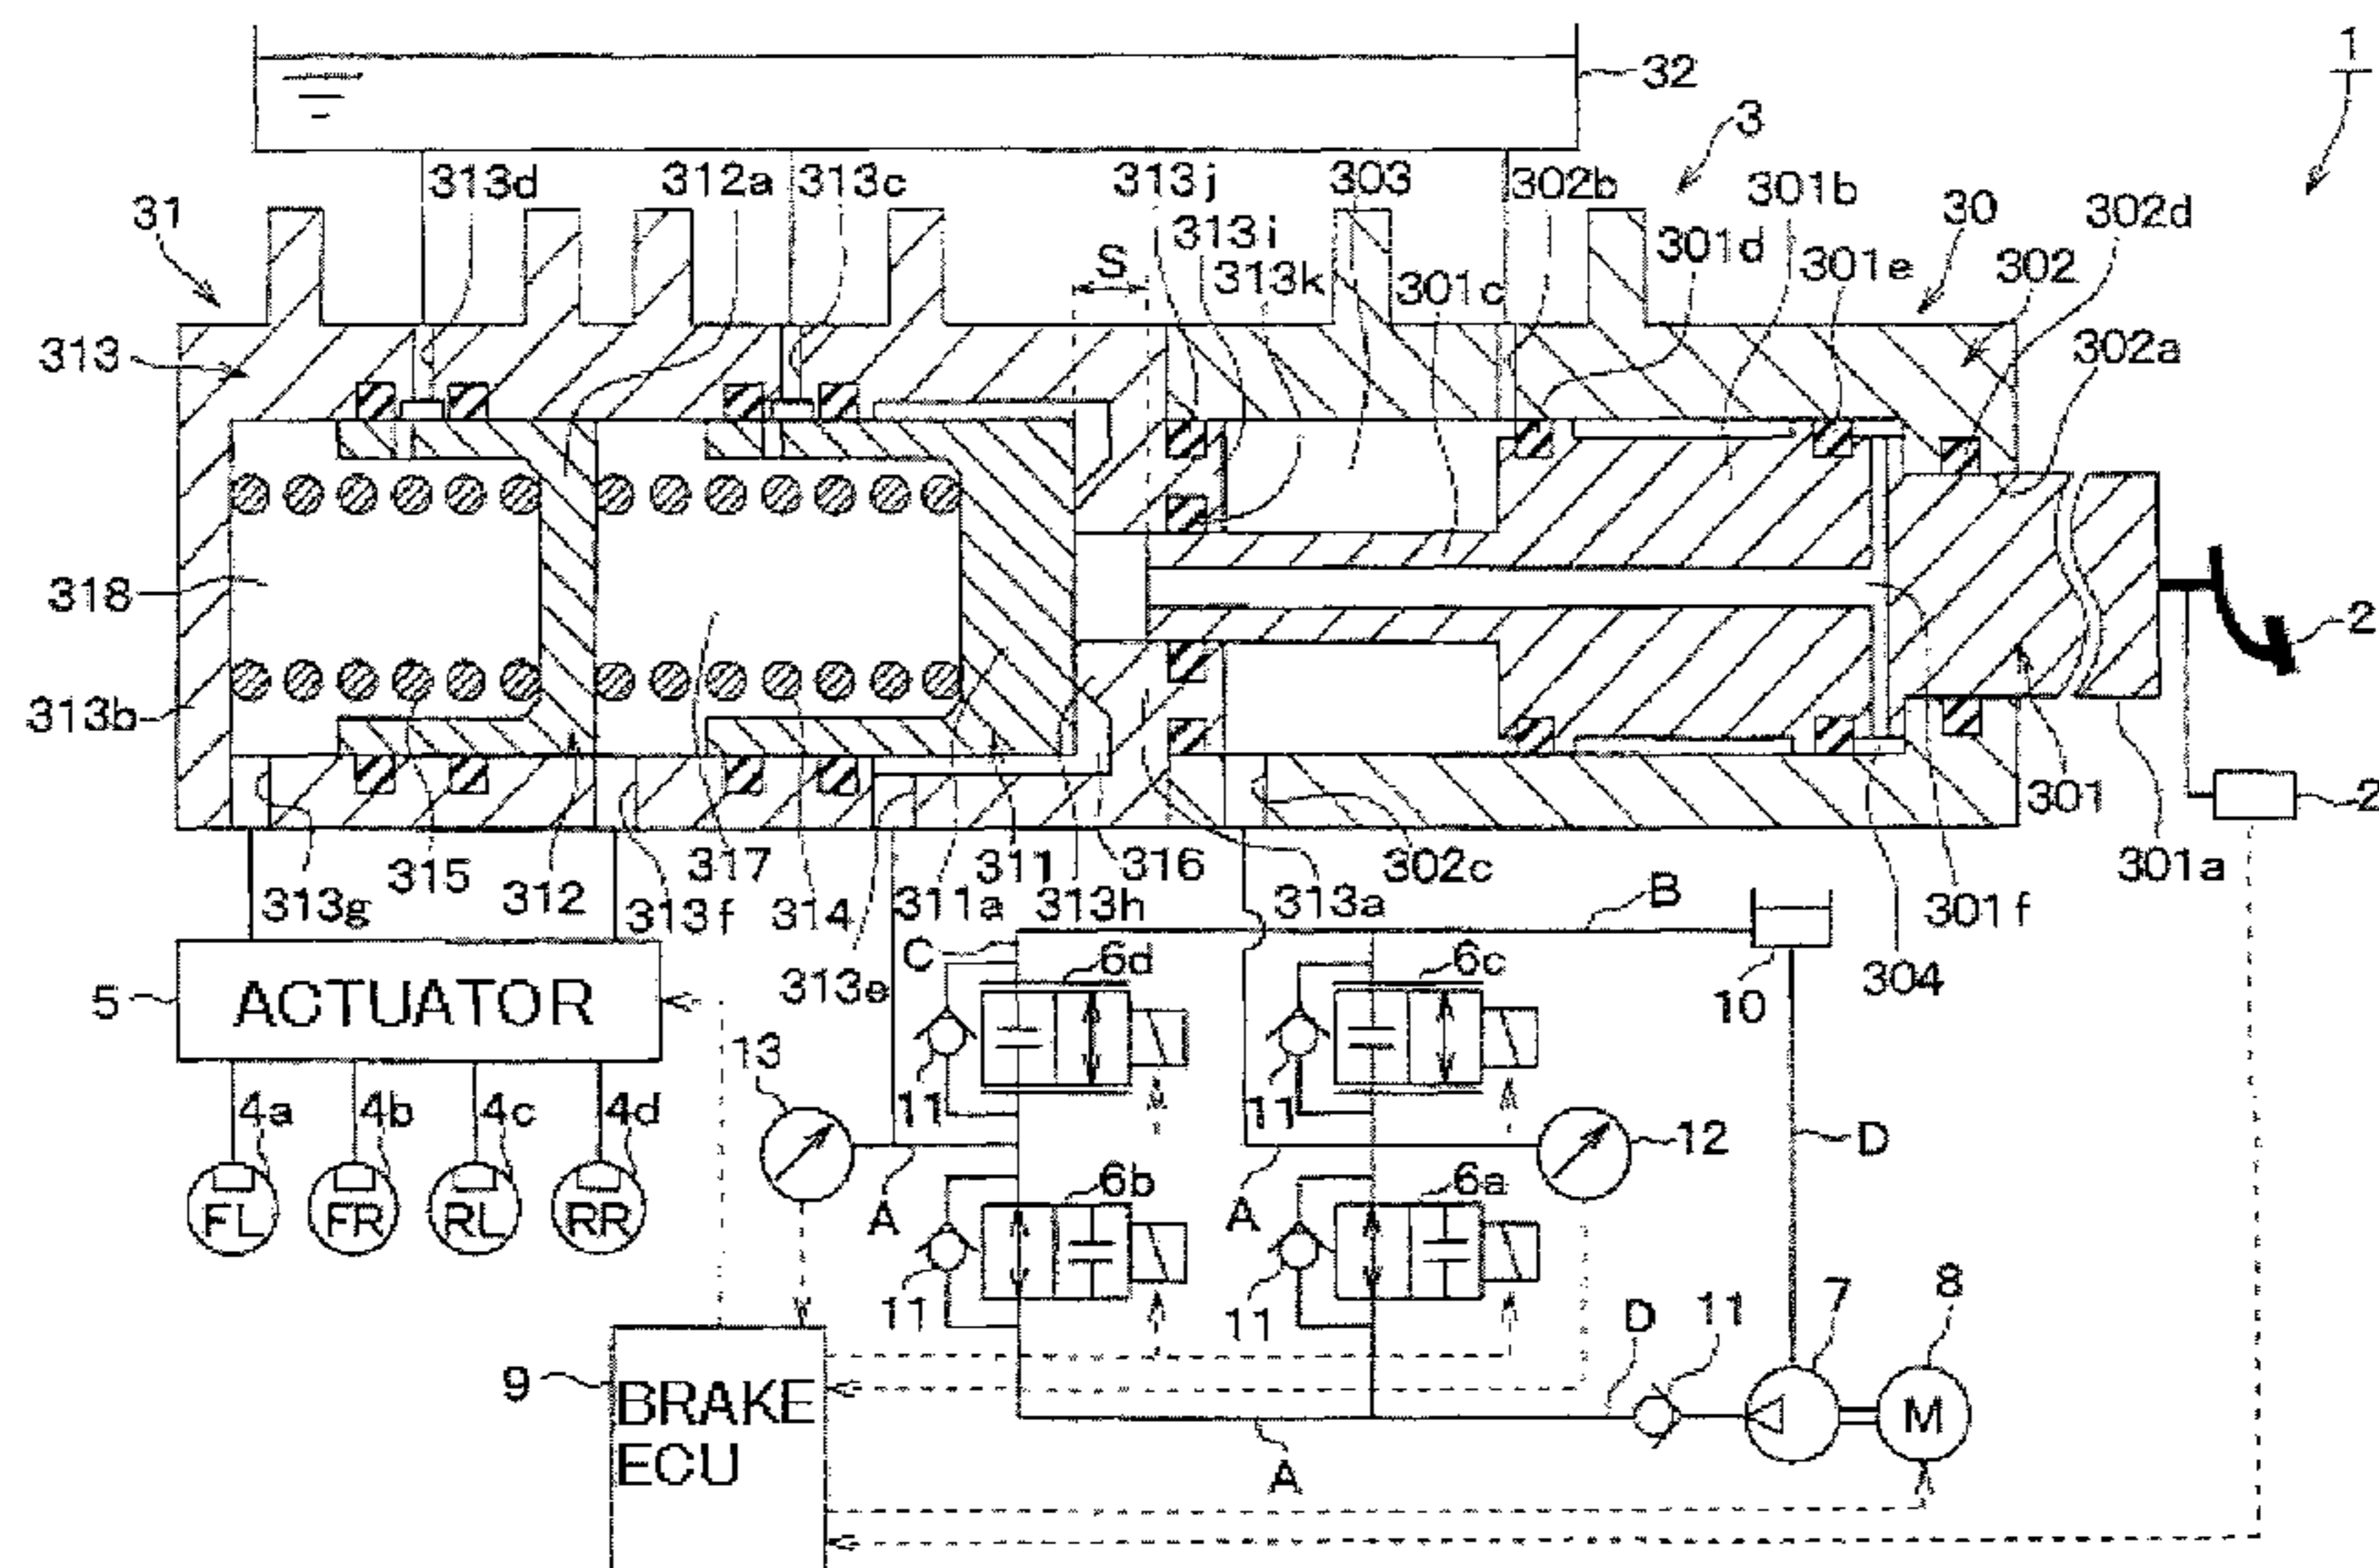 1
32
3
313d
312a
313c
313j
303
302b
301b
30
302d
31
313i
301d
S
313k
301c
301e
302
313
302a
318
2
313b
301
2
315
312
317
314
311
316
302c
301a
313g
313f
311a
313h
313a
301f
B
C
6d
6c
313e
10
304
5
ACTUATOR
13
11
11
12
D
4a
4b
4c
4d
FL
FR
RL
RR
A
6b
A
6a
11
11
D
11
7
8
9
BRAKE
ECU
M
A